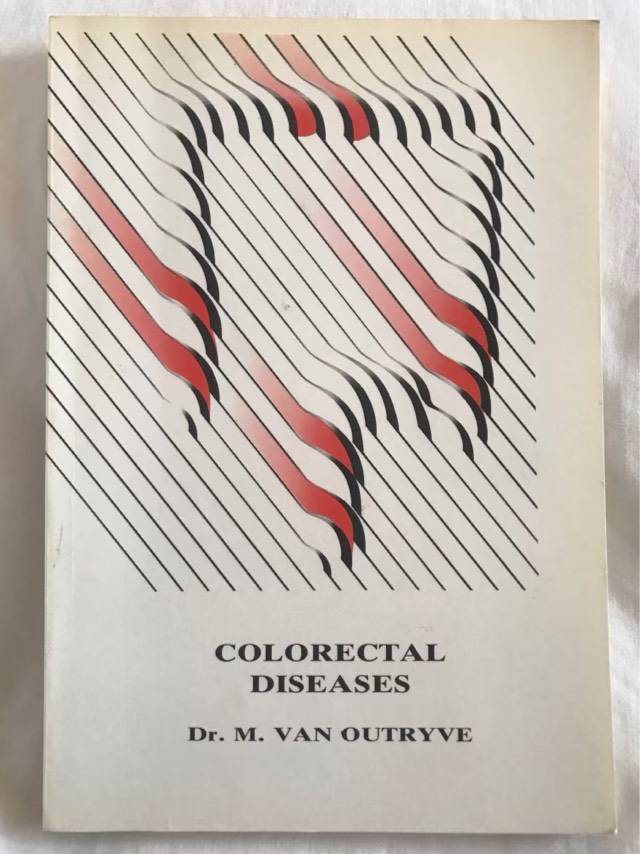 COLORECTAL
DISEASES
Dr. M. VAN OUTRYVE